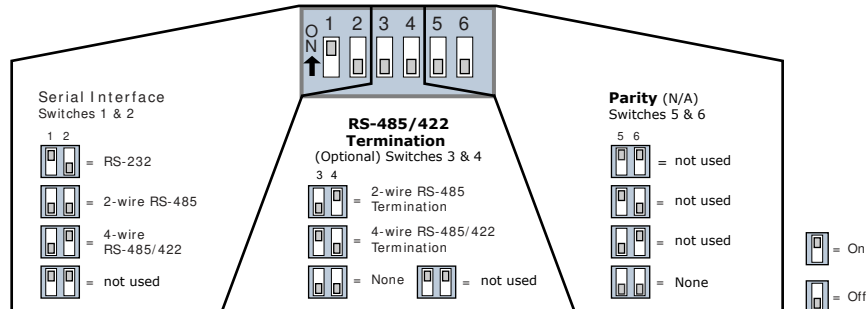 ON
1 2 3 4 5 6
Serial Interface
Switches 1 & 2
1 2
= RS-232
= 2-wire RS-485
= 4-wire
RS-485/422
= not used
RS-485/422
Termination
(Optional) Switches 3 & 4
3 4
= 2-wire RS-485
Termination
= 4-wire RS-485/422
Termination
= None
= not used
Parity (N/A)
Switches 5 & 6
5 6
= not used
= not used
= not used
= None
= On
= Off